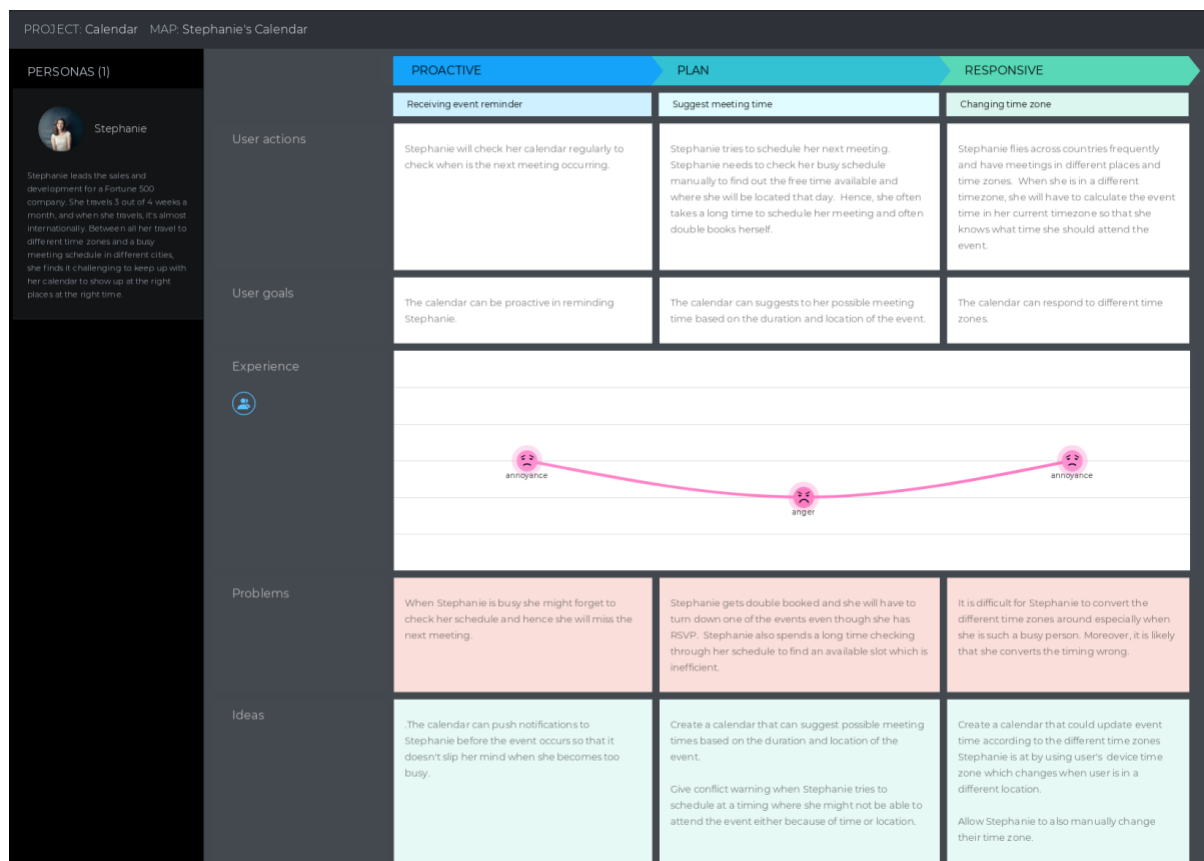 PROJECT: Calendar MAP: Stephanie's Calendar
PERSONAS (1)
Stephanie
Stephanie leads the sales and
development for a Fortune 500
company. She travels 3 out of 4 weeks a
month, and when she travels, it's almost
internationally. Between all her travel to
different time zones and a busy
meeting schedule in different cities,
she finds it challenging to keep up with
her calendar to show up at the right
places at the right time.
PROACTIVE
PLAN
RESPONSIVE
Receiving event reminder
Suggest meeting time
Changing time zone
User actions
Stephanie will check her calendar regularly to
check when is the next meeting occurring.
Stephanie tries to schedule her next meeting.
Stephanie needs to check her busy schedule
manually to find out the free time available and
where she will be located that day. Hence, she often
takes a long time to schedule her meeting and often
double books herself.
Stephanie flies across countries frequently
and have meetings in different places and
time zones. When she is in a different
timezone, she will have to calculate the event
time in her current timezone so that she
knows what time she should attend the
event.
User goals
The calendar can be proactive in reminding
Stephanie.
The calendar can suggests to her possible meeting
time based on the duration and location of the event.
The calendar can respond to different time
zones.
Experience
annoyance
anger
annoyance
Problems
When Stephanie is busy she might forget to
check her schedule and hence she will miss the
next meeting.
Stephanie gets double booked and she will have to
turn down one of the events even though she has
RSVP. Stephanie also spends a long time checking
through her schedule to find an available slot which is
inefficient.
It is difficult for Stephanie to convert the
different time zones around especially when
she is such a busy person. Moreover, it is likely
that she converts the timing wrong.
Ideas
.The calendar can push notifications to
Stephanie before the event occurs so that it
doesn't slip her mind when she becomes too
busy.
Create a calendar that can suggest possible meeting
times based on the duration and location of the
event.
Give conflict warning when Stephanie tries to
schedule at a timing where she might not be able to
attend the event either because of time or location.
Create a calendar that could update event
time according to the different time zones
Stephanie is at by using user's device time
zone which changes when user is in a
different location.
Allow Stephanie to also manually change
their time zone.